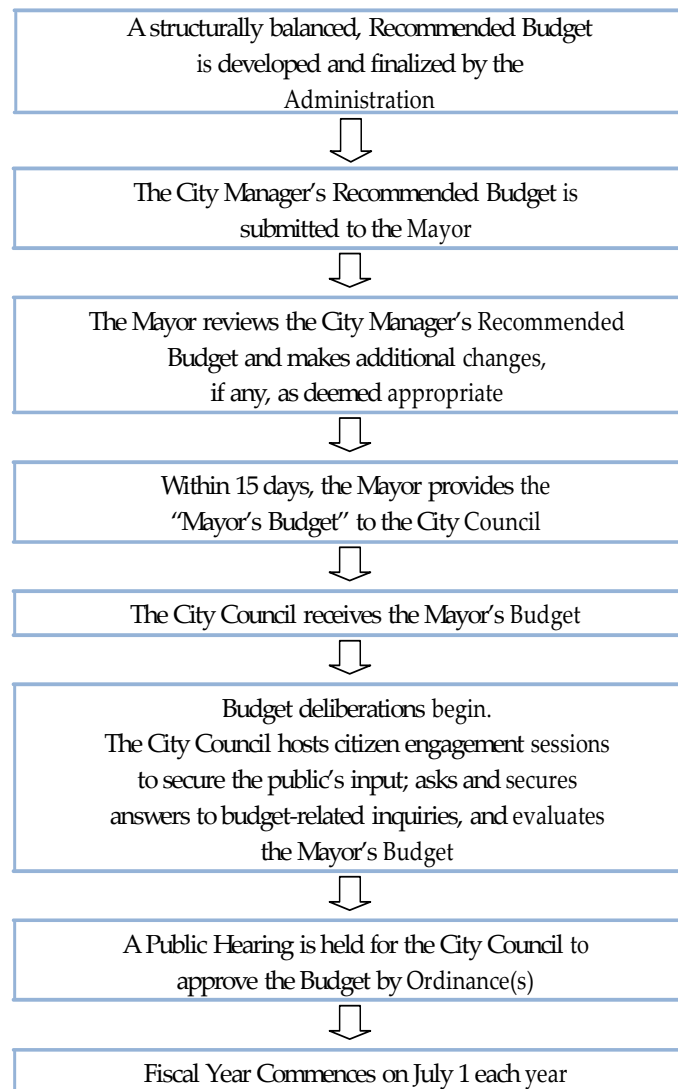 A structurally balanced, Recommended Budget
is developed and finalized by the
Administration
The City Manager’s Recommended Budget is
submitted to the Mayor
The Mayor reviews the City Manager’s Recommended
Budget and makes additional changes,
if any, as deemed appropriate
Within 15 days, the Mayor provides the
“Mayor’s Budget” to the City Council
The City Council receives the Mayor’s Budget
Budget deliberations begin.
The City Council hosts citizen engagement sessions
to secure the public’s input; asks and secures
answers to budget-related inquiries, and evaluates
the Mayor’s Budget
A Public Hearing is held for the City Council to
approve the Budget by Ordinance(s)
Fiscal Year Commences on July 1 each year